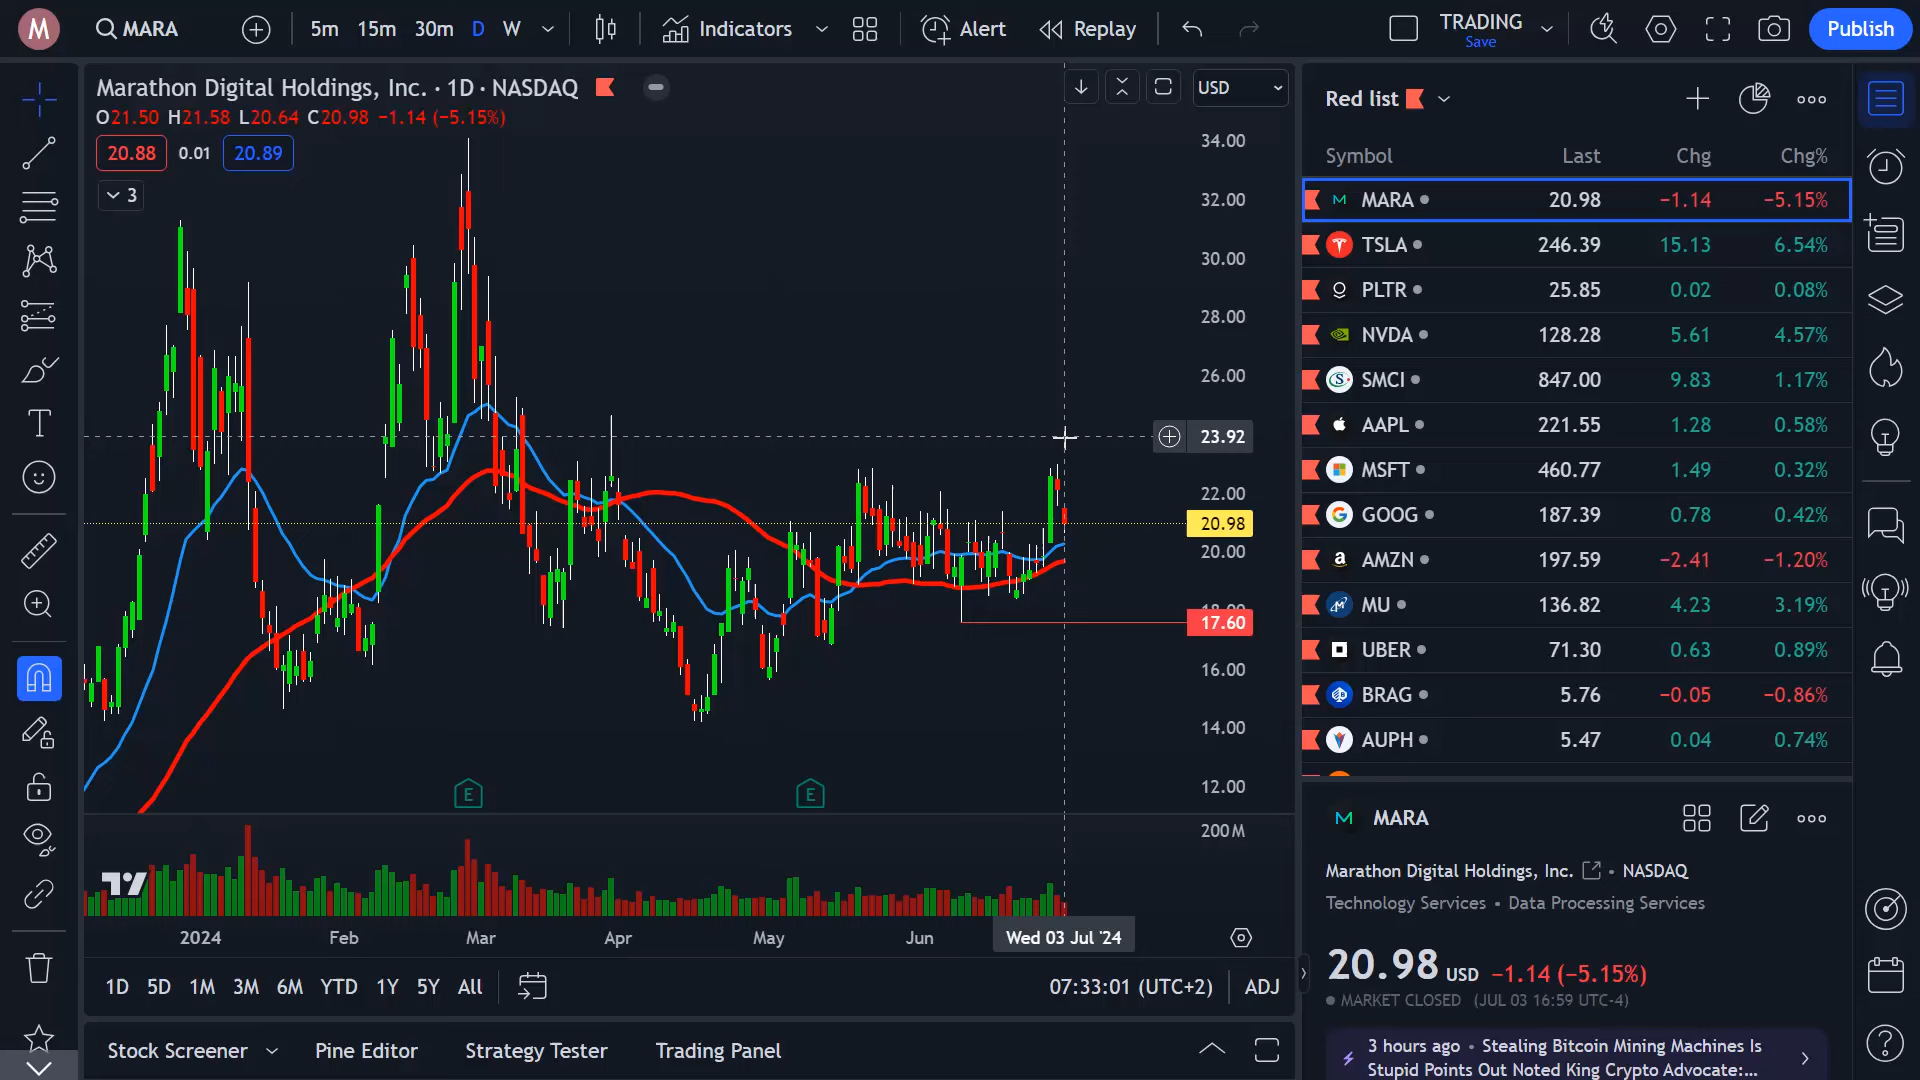 M
MARA
5m 15m 30m D W
Indicators
Alert
Replay
TRADING
Save
Publish
Marathon Digital Holdings, Inc. · 1D · NASDAQ
O21.50 H21.58 L20.64 C20.98 −1.14 (−5.15%)
20.88 0.01 20.89
3
USD
34.00
32.00
30.00
28.00
26.00
23.92
22.00
20.98
20.00
18.00
17.60
16.00
14.00
12.00
200 M
E E
2024 Feb Mar Apr May Jun Wed 03 Jul '24
1D 5D 1M 3M 6M YTD 1Y 5Y All
07:33:01 (UTC+2) ADJ
Stock Screener Pine Editor Strategy Tester Trading Panel
Red list
Symbol Last Chg Chg%
MARA 20.98 −1.14 −5.15%
TSLA 246.39 15.13 6.54%
PLTR 25.85 0.02 0.08%
NVDA 128.28 5.61 4.57%
SMCI 847.00 9.83 1.17%
AAPL 221.55 1.28 0.58%
MSFT 460.77 1.49 0.32%
GOOG 187.39 0.78 0.42%
AMZN 197.59 −2.41 −1.20%
MU 136.82 4.23 3.19%
UBER 71.30 0.63 0.89%
BRAG 5.76 −0.05 −0.86%
AUPH 5.47 0.04 0.74%
MARA
Marathon Digital Holdings, Inc. • NASDAQ
Technology Services • Data Processing Services
20.98 USD −1.14 (−5.15%)
MARKET CLOSED (JUL 03 16:59 UTC-4)
3 hours ago • Stealing Bitcoin Mining Machines Is
Stupid Points Out Noted King Crypto Advocate:...